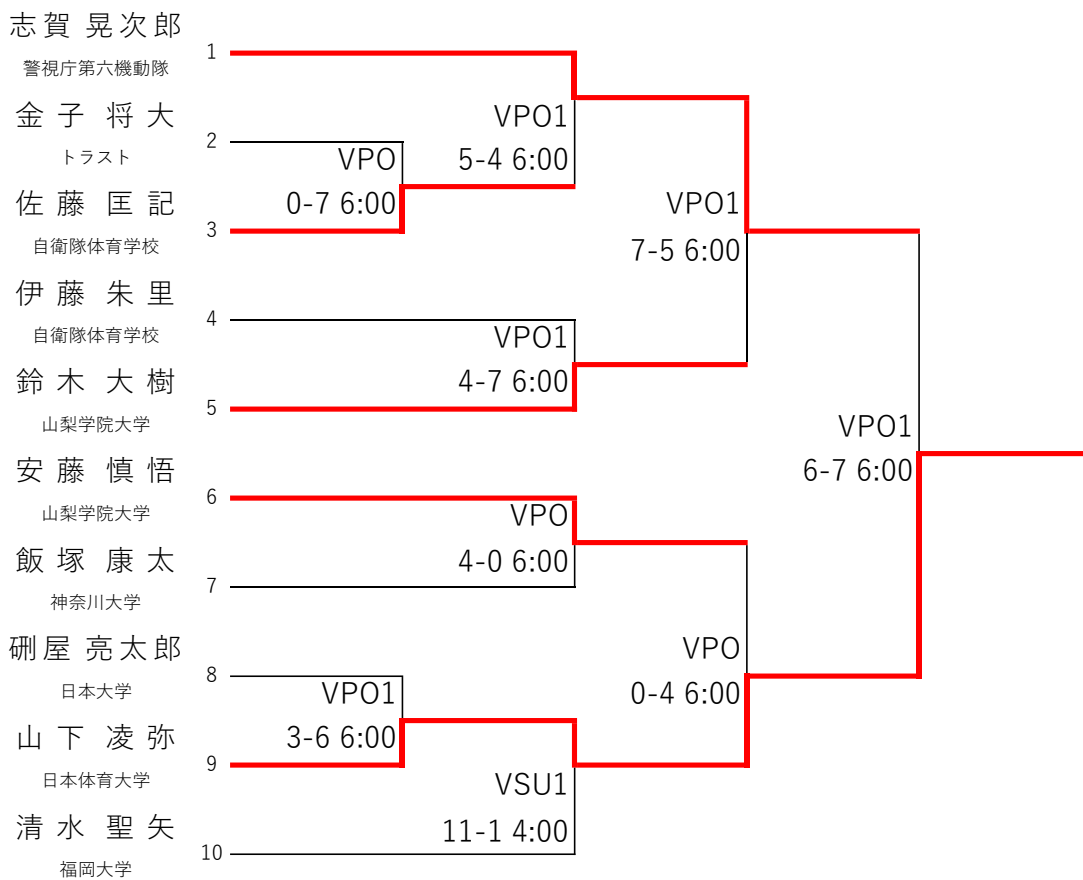 志賀 晃次郎
1
警視庁第六機動隊
金子 将大
2
トラスト
VPO
0-7 6:00
佐藤 匡記
3
自衛隊体育学校
VPO1
5-4 6:00
伊藤 朱里
4
自衛隊体育学校
VPO1
4-7 6:00
鈴木 大樹
5
山梨学院大学
VPO1
7-5 6:00
安藤 慎悟
6
山梨学院大学
VPO
4-0 6:00
飯塚 康太
7
神奈川大学
硎屋 亮太郎
8
日本大学
VPO1
3-6 6:00
山下 凌弥
9
日本体育大学
VSU1
11-1 4:00
清水 聖矢
10
福岡大学
VPO
0-4 6:00
VPO1
6-7 6:00